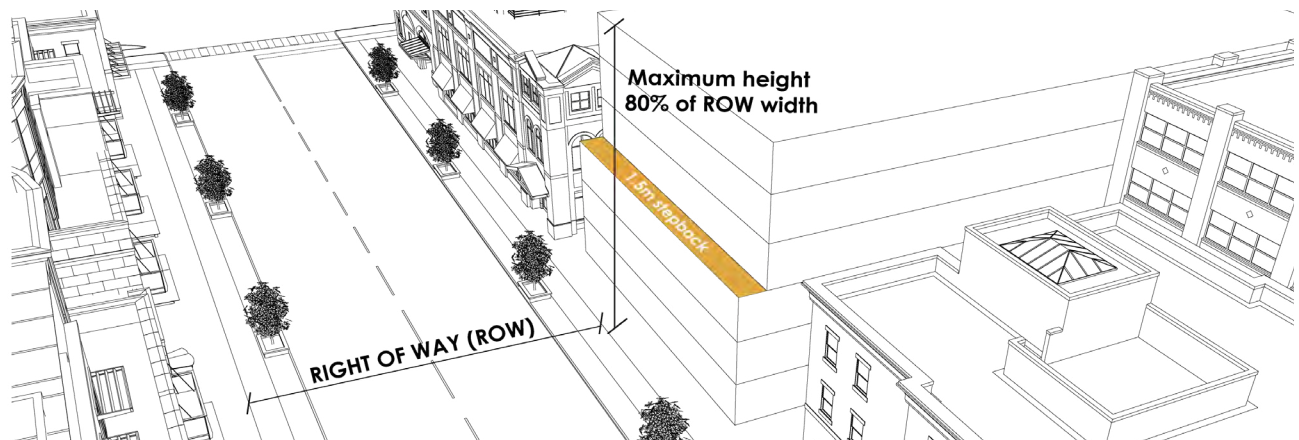 Maximum height
80% of ROW width
1.5m stepback
RIGHT OF WAY (ROW)